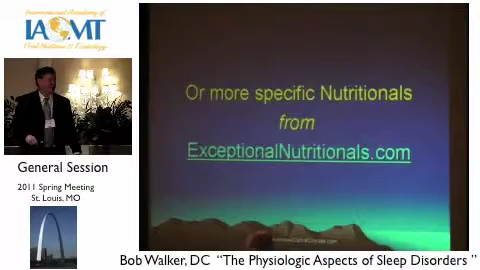 International Academy of
IAOMT
Oral Medicine & Toxicology
General Session
2011 Spring Meeting
St. Louis, MO
Or more specific Nutritionals
from
ExceptionalNutritionals.com
Bob Walker, DC "The Physiologic Aspects of Sleep Disorders "